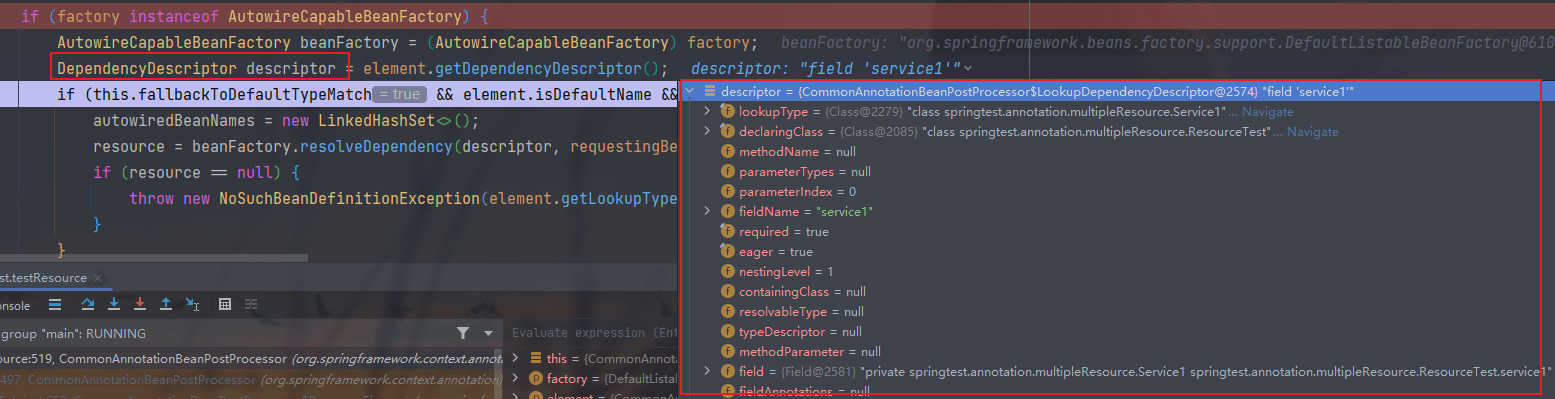 if (factory instanceof AutowireCapableBeanFactory) {
AutowireCapableBeanFactory beanFactory = (AutowireCapableBeanFactory) factory; beanFactory: "org.springframework.beans.factory.support.DefaultListableBeanFactory@610
DependencyDescriptor descriptor = element.getDependencyDescriptor(); descriptor: "field 'service1'"
if (this.fallbackToDefaultTypeMatch = true && element.isDefaultName &&
autowiredBeanNames = new LinkedHashSet<>();
resource = beanFactory.resolveDependency(descriptor, requestingBe
if (resource == null) {
throw new NoSuchBeanDefinitionException(element.getLookupType
}
}
descriptor = {CommonAnnotationBeanPostProcessor$LookupDependencyDescriptor@2574} "field 'service1'"
lookupType = {Class@2279} "class springtest.annotation.multipleResource.Service1"... Navigate
declaringClass = {Class@2085} "class springtest.annotation.multipleResource.ResourceTest"... Navigate
methodName = null
parameterTypes = null
parameterIndex = 0
fieldName = "service1"
required = true
eager = true
nestingLevel = 1
containingClass = null
resolvableType = null
typeDescriptor = null
methodParameter = null
field = {Field@2581} "private springtest.annotation.multipleResource.Service1 springtest.annotation.multipleResource.ResourceTest.service1"
fieldAnnotations = null
st.testResource
onsole
group "main": RUNNING
ource:519, CommonAnnotationBeanPostProcessor (org.springframework.context.annotat
497, CommonAnnotationBeanPostProcessor (org.springframework.context.annotation)
Evaluate expression (Ent
this = {CommonAnnota
factory = {DefaultListab